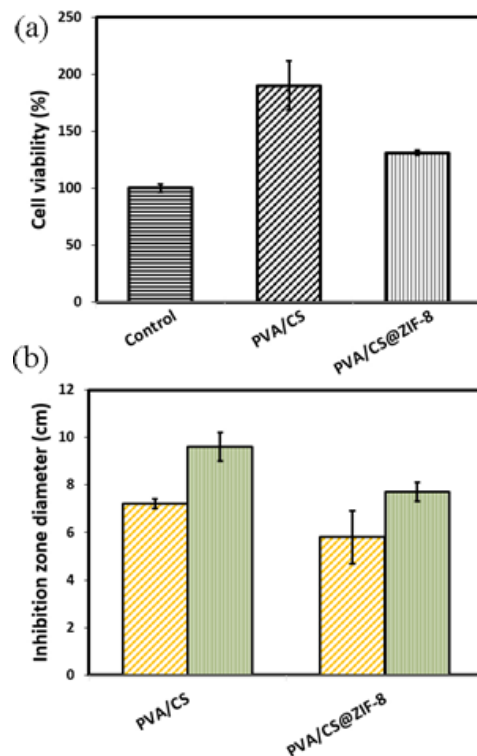 (a)
250
200
150
100
50
0
Cell viability (%)
Control
PVA/CS
PVA/CS@ZIF-8
(b)
12
10
8
6
4
2
0
Inhibition zone diameter (cm)
PVA/CS
PVA/CS@ZIF-8